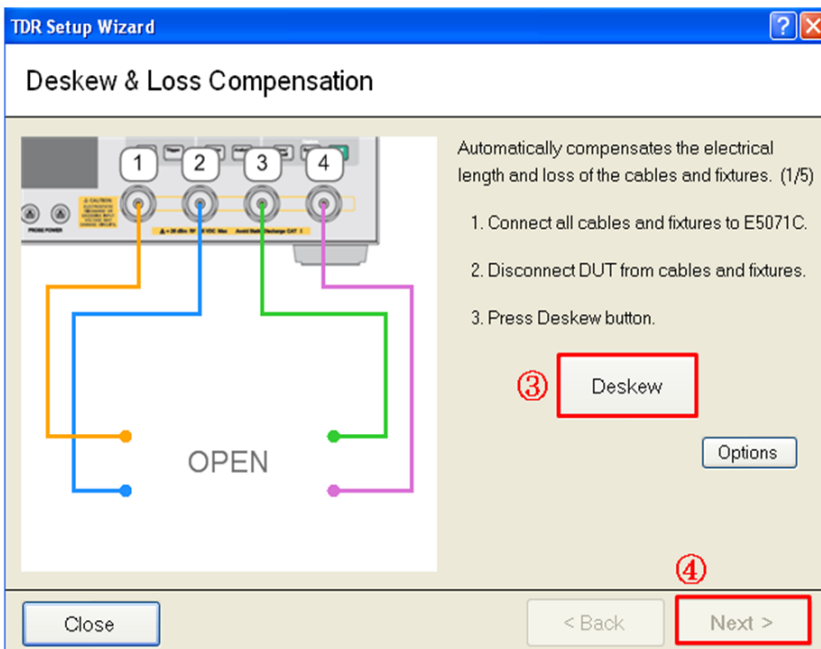 TDR Setup Wizard
Deskew & Loss Compensation
1 2 3 4
PROBE POWER
Automatically compensates the electrical
length and loss of the cables and fixtures. (1/5)
1. Connect all cables and fixtures to E5071C.
2. Disconnect DUT from cables and fixtures.
3. Press Deskew button.
③ Deskew
OPEN
Options
④
Close
< Back
Next >